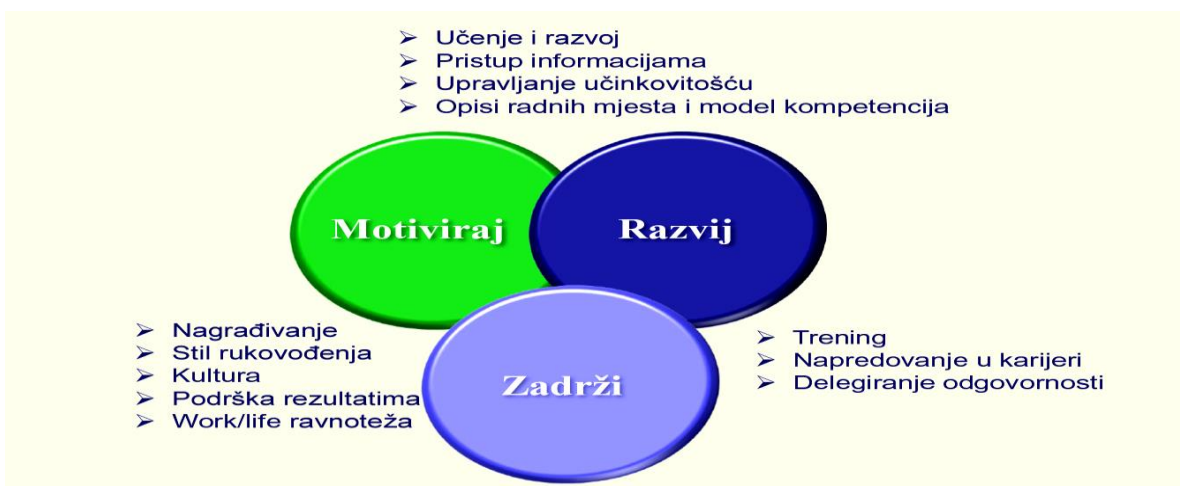 ➢ Učenje i razvoj
➢ Pristup informacijama
➢ Upravljanje učinkovitošću
➢ Opisi radnih mjesta i model kompetencija
Motiviraj
Razvij
➢ Nagrađivanje
➢ Stil rukovođenja
➢ Kultura
➢ Podrška rezultatima
➢ Work/life ravnoteža
Zadrži
➢ Trening
➢ Napredovanje u karijeri
➢ Delegiranje odgovornosti